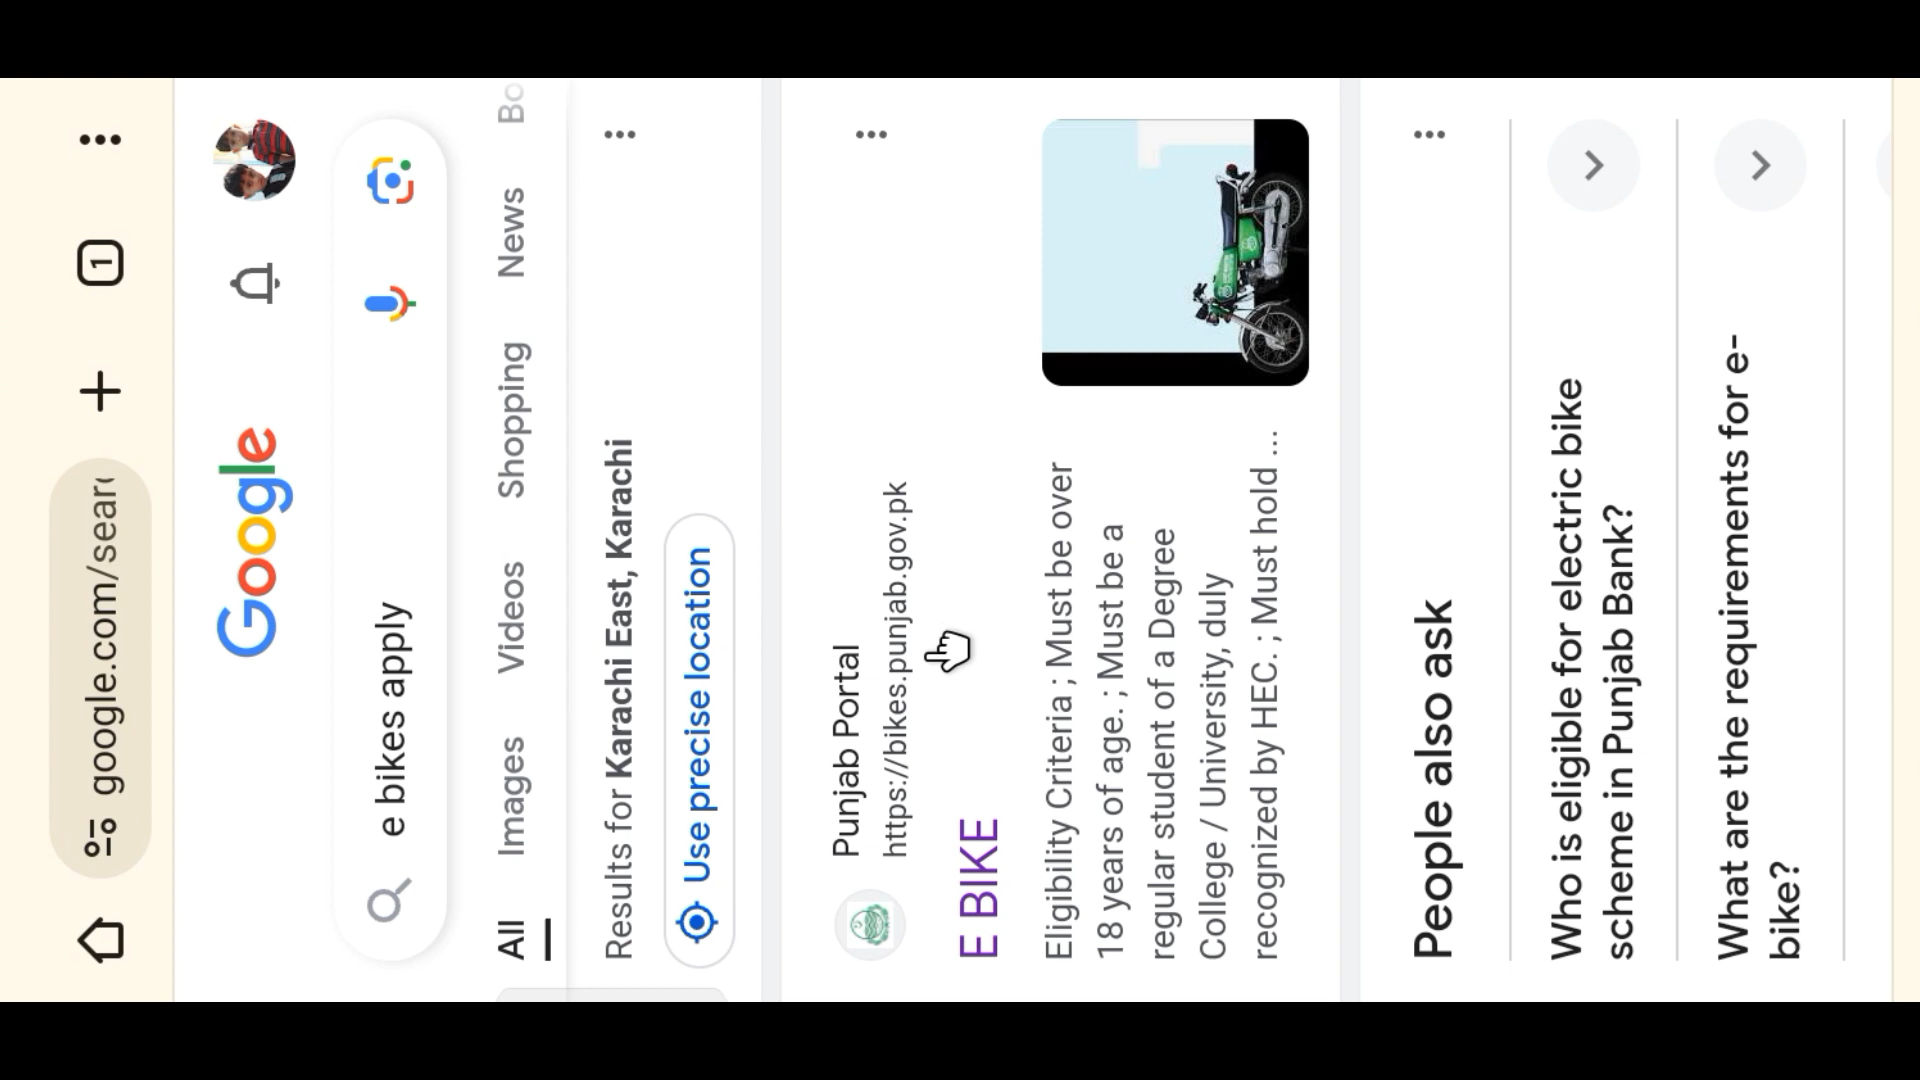 google.com/sear
1
Google
e bikes apply
All Images Videos Shopping News Bo
Results for Karachi East, Karachi
Use precise location
Punjab Portal
https://bikes.punjab.gov.pk
E BIKE
Eligibility Criteria ; Must be over
18 years of age. ; Must be a
regular student of a Degree
College / University, duly
recognized by HEC. ; Must hold ...
People also ask
Who is eligible for electric bike
scheme in Punjab Bank?
What are the requirements for e-
bike?